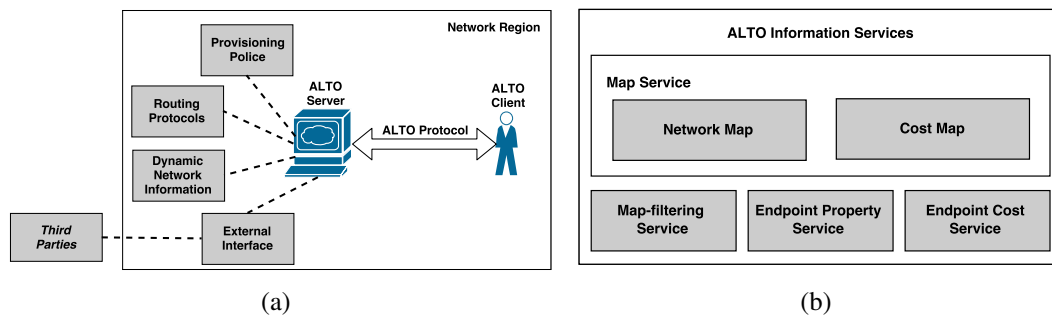 Network Region
Provisioning
Police
ALTO
Server
ALTO
Client
Routing
Protocols
ALTO Protocol
Dynamic
Network
Information
Third
Parties
External
Interface
(a)
ALTO Information Services
Map Service
Network Map
Cost Map
Map-filtering
Service
Endpoint Property
Service
Endpoint Cost
Service
(b)